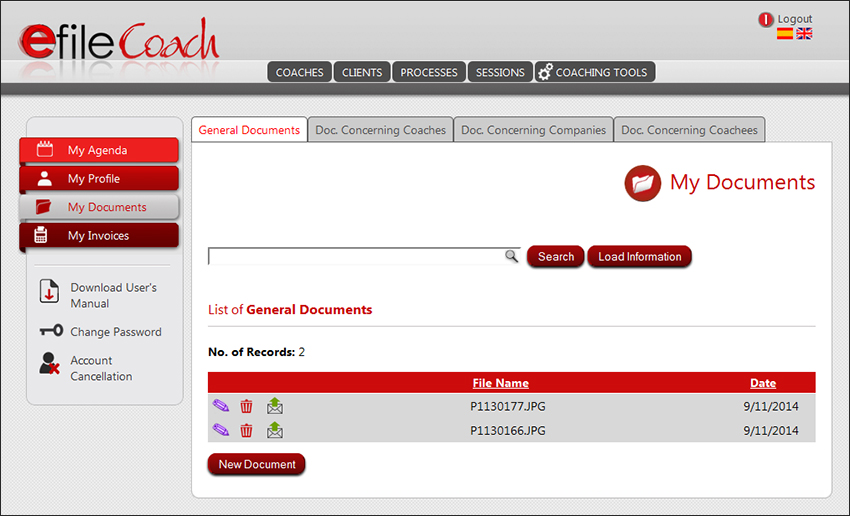 efileCoach
Logout
COACHES CLIENTS PROCESSES SESSIONS COACHING TOOLS
My Agenda
My Profile
My Documents
My Invoices
Download User's
Manual
Change Password
Account
Cancellation
General Documents Doc. Concerning Coaches Doc. Concerning Companies Doc. Concerning Coachees
My Documents
Search Load Information
List of General Documents
No. of Records: 2
File Name Date
P1130177.JPG 9/11/2014
P1130166.JPG 9/11/2014
New Document